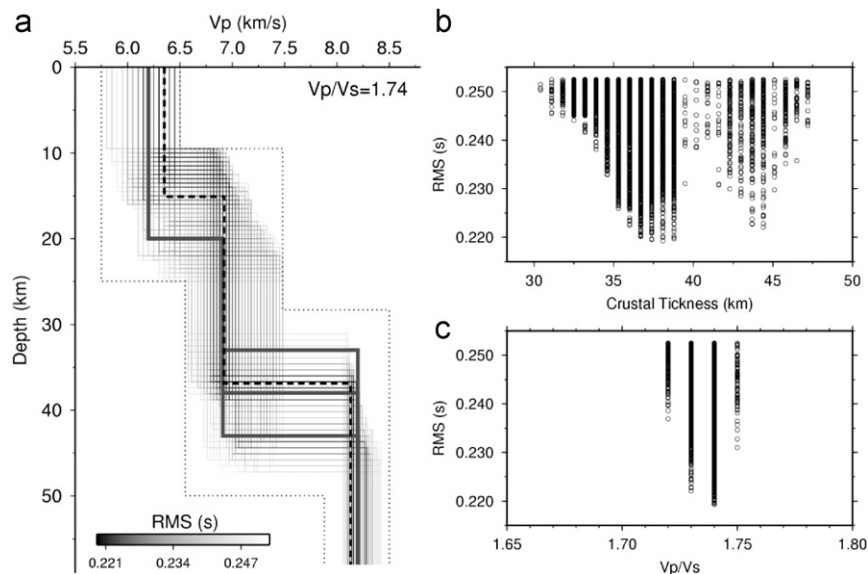 a
Vp (km/s)
5.5 6.0 6.5 7.0 7.5 8.0 8.5
Vp/Vs=1.74
0
10
20
30
40
50
Depth (km)
RMS (s)
0.221 0.234 0.247
b
0.250
0.240
0.230
0.220
RMS (s)
30 35 40 45 50
Crustal Tickness (km)
c
0.250
0.240
0.230
0.220
RMS (s)
1.65 1.70 1.75 1.80
Vp/Vs